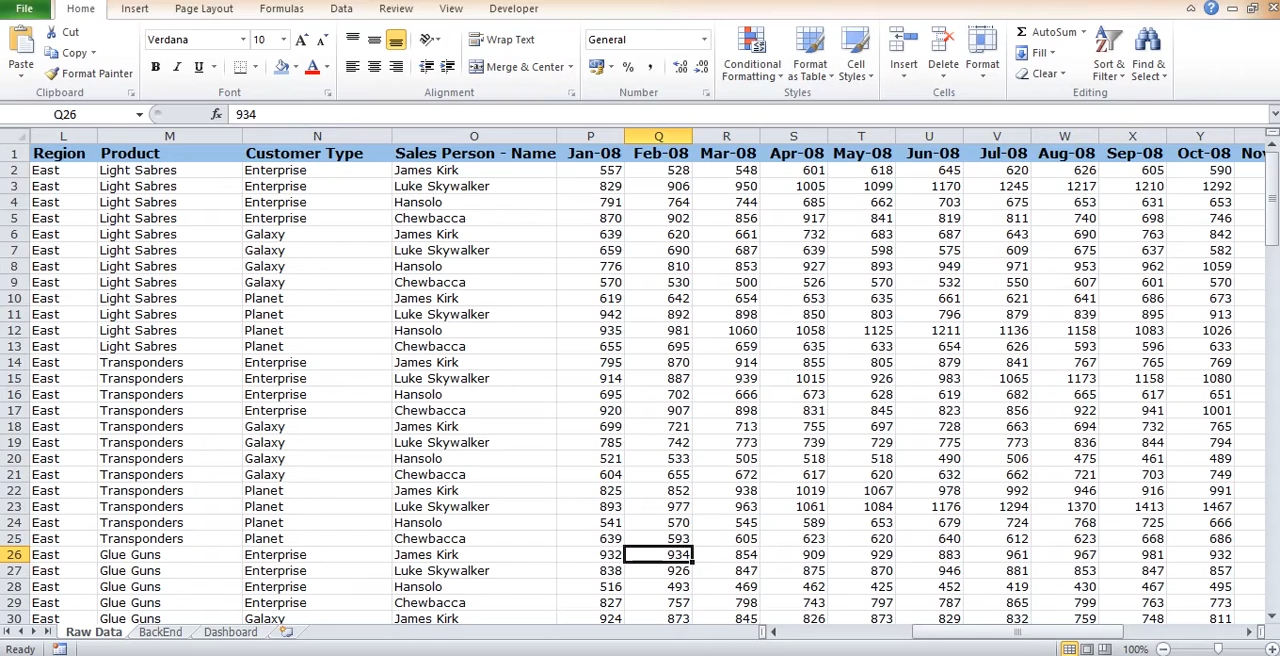 File Home Insert Page Layout Formulas Data Review View Developer
Cut Verdana 10 Wrap Text General AutoSum
Copy Fill
Paste Format Painter Merge & Center Conditional Formatting Format as Table Cell Styles Insert Delete Format Clear Sort & Filter Find & Select
Clipboard Font Alignment Number Styles Cells Editing
Q26 fx 934
L M N O P Q R S T U V W X Y
1 Region Product Customer Type Sales Person - Name Jan-08 Feb-08 Mar-08 Apr-08 May-08 Jun-08 Jul-08 Aug-08 Sep-08 Oct-08
2 East Light Sabres Enterprise James Kirk 557 528 548 601 618 645 620 626 605 590
3 East Light Sabres Enterprise Luke Skywalker 829 906 950 1005 1099 1170 1245 1217 1210 1292
4 East Light Sabres Enterprise Hansolo 791 764 744 685 662 703 675 653 631 653
5 East Light Sabres Enterprise Chewbacca 870 902 856 917 841 819 811 740 698 746
6 East Light Sabres Galaxy James Kirk 639 620 661 732 683 687 643 690 763 842
7 East Light Sabres Galaxy Luke Skywalker 659 690 687 639 598 575 609 675 637 582
8 East Light Sabres Galaxy Hansolo 776 810 853 927 893 949 971 953 962 1059
9 East Light Sabres Galaxy Chewbacca 570 530 500 526 570 532 550 607 601 570
10 East Light Sabres Planet James Kirk 619 642 654 653 635 661 621 641 686 673
11 East Light Sabres Planet Luke Skywalker 942 892 898 850 803 796 879 839 895 913
12 East Light Sabres Planet Hansolo 935 981 1060 1058 1125 1211 1136 1158 1083 1026
13 East Light Sabres Planet Chewbacca 655 695 659 635 633 654 626 593 596 633
14 East Transponders Enterprise James Kirk 795 870 914 855 805 879 841 767 765 769
15 East Transponders Enterprise Luke Skywalker 914 887 939 1015 926 983 1065 1173 1158 1080
16 East Transponders Enterprise Hansolo 695 702 666 673 628 619 682 665 617 651
17 East Transponders Enterprise Chewbacca 920 907 898 831 845 823 856 922 941 1001
18 East Transponders Galaxy James Kirk 699 721 713 755 697 728 663 694 732 765
19 East Transponders Galaxy Luke Skywalker 785 742 773 739 729 775 773 836 844 794
20 East Transponders Galaxy Hansolo 521 533 505 518 518 490 506 475 461 489
21 East Transponders Galaxy Chewbacca 604 655 672 617 620 632 662 721 703 749
22 East Transponders Planet James Kirk 825 852 938 1019 1067 978 992 946 916 991
23 East Transponders Planet Luke Skywalker 893 977 963 1061 1084 1176 1294 1370 1413 1467
24 East Transponders Planet Hansolo 541 570 545 589 653 679 724 768 725 666
25 East Transponders Planet Chewbacca 639 593 605 623 620 640 612 623 668 686
26 East Glue Guns Enterprise James Kirk 932 934 854 909 929 883 961 967 981 932
27 East Glue Guns Enterprise Luke Skywalker 838 926 847 875 870 946 881 853 847 857
28 East Glue Guns Enterprise Hansolo 516 493 469 462 425 452 419 430 467 495
29 East Glue Guns Enterprise Chewbacca 827 757 798 743 797 787 865 799 763 773
30 East Glue Guns Galaxy James Kirk 924 873 845 826 873 829 832 759 744 811
Raw Data BackEnd Dashboard
Ready 100%